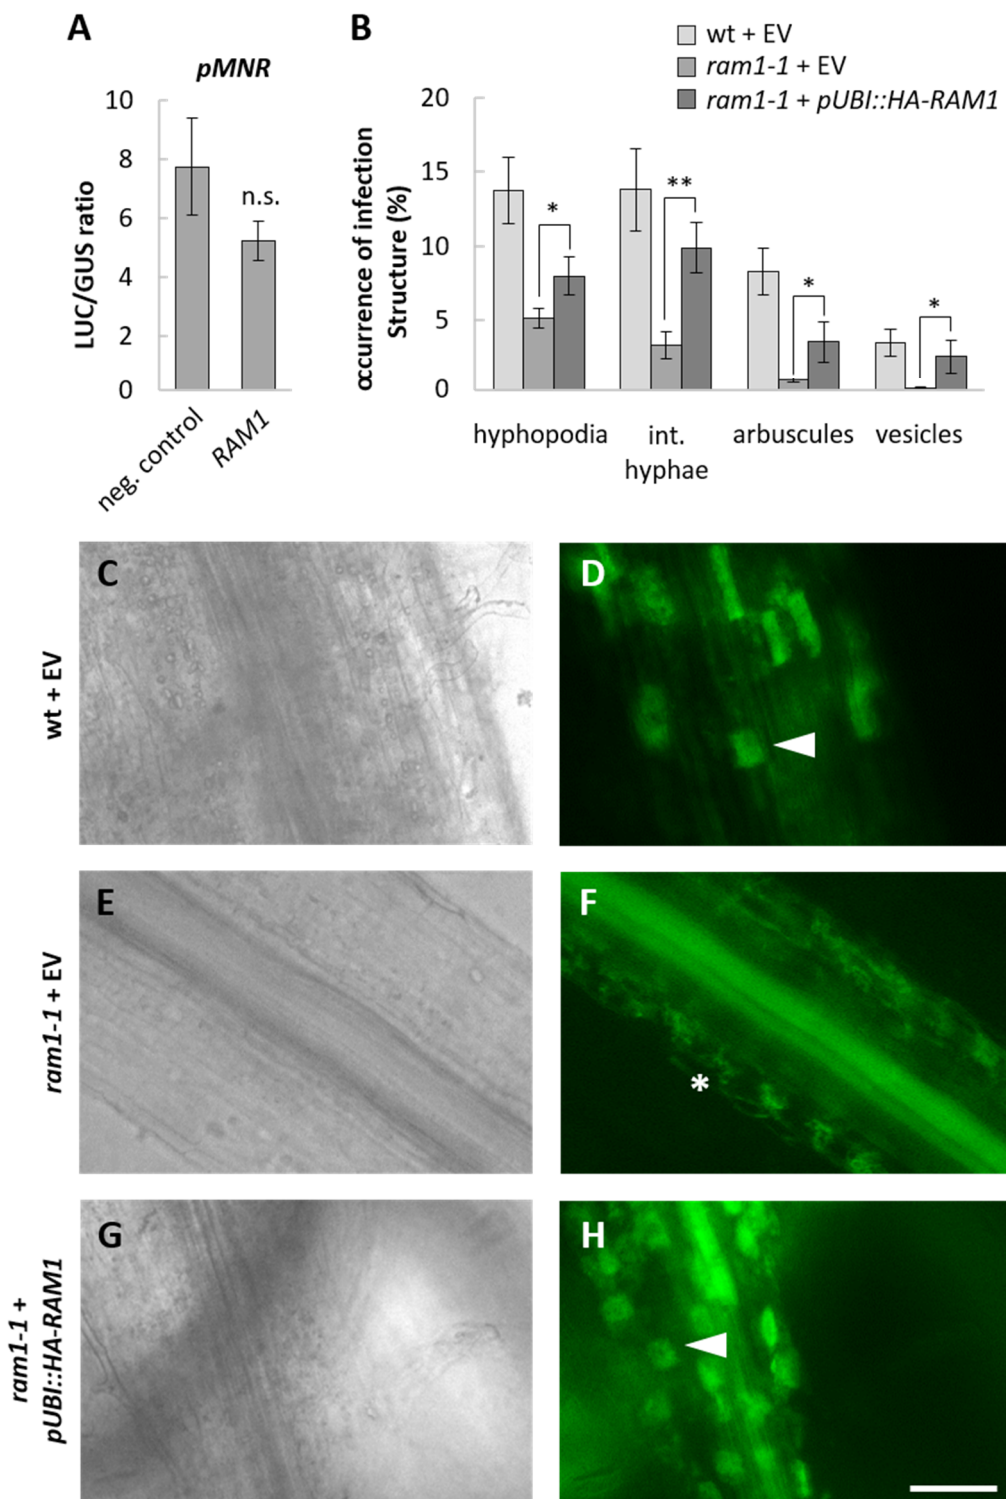 A
pMNR
LUC/GUS ratio
10
8
6
4
2
0
n.s.
neg. control
RAM1
B
wt + EV
ram1-1 + EV
ram1-1 + pUBI::HA-RAM1
occurrence of infection
Structure (%)
20
15
10
5
0
*
**
*
*
hyphopodia
int.
hyphae
arbuscules
vesicles
wt + EV
C
D
ram1-1 + EV
E
F
*
ram1-1 +
pUBI::HA-RAM1
G
H